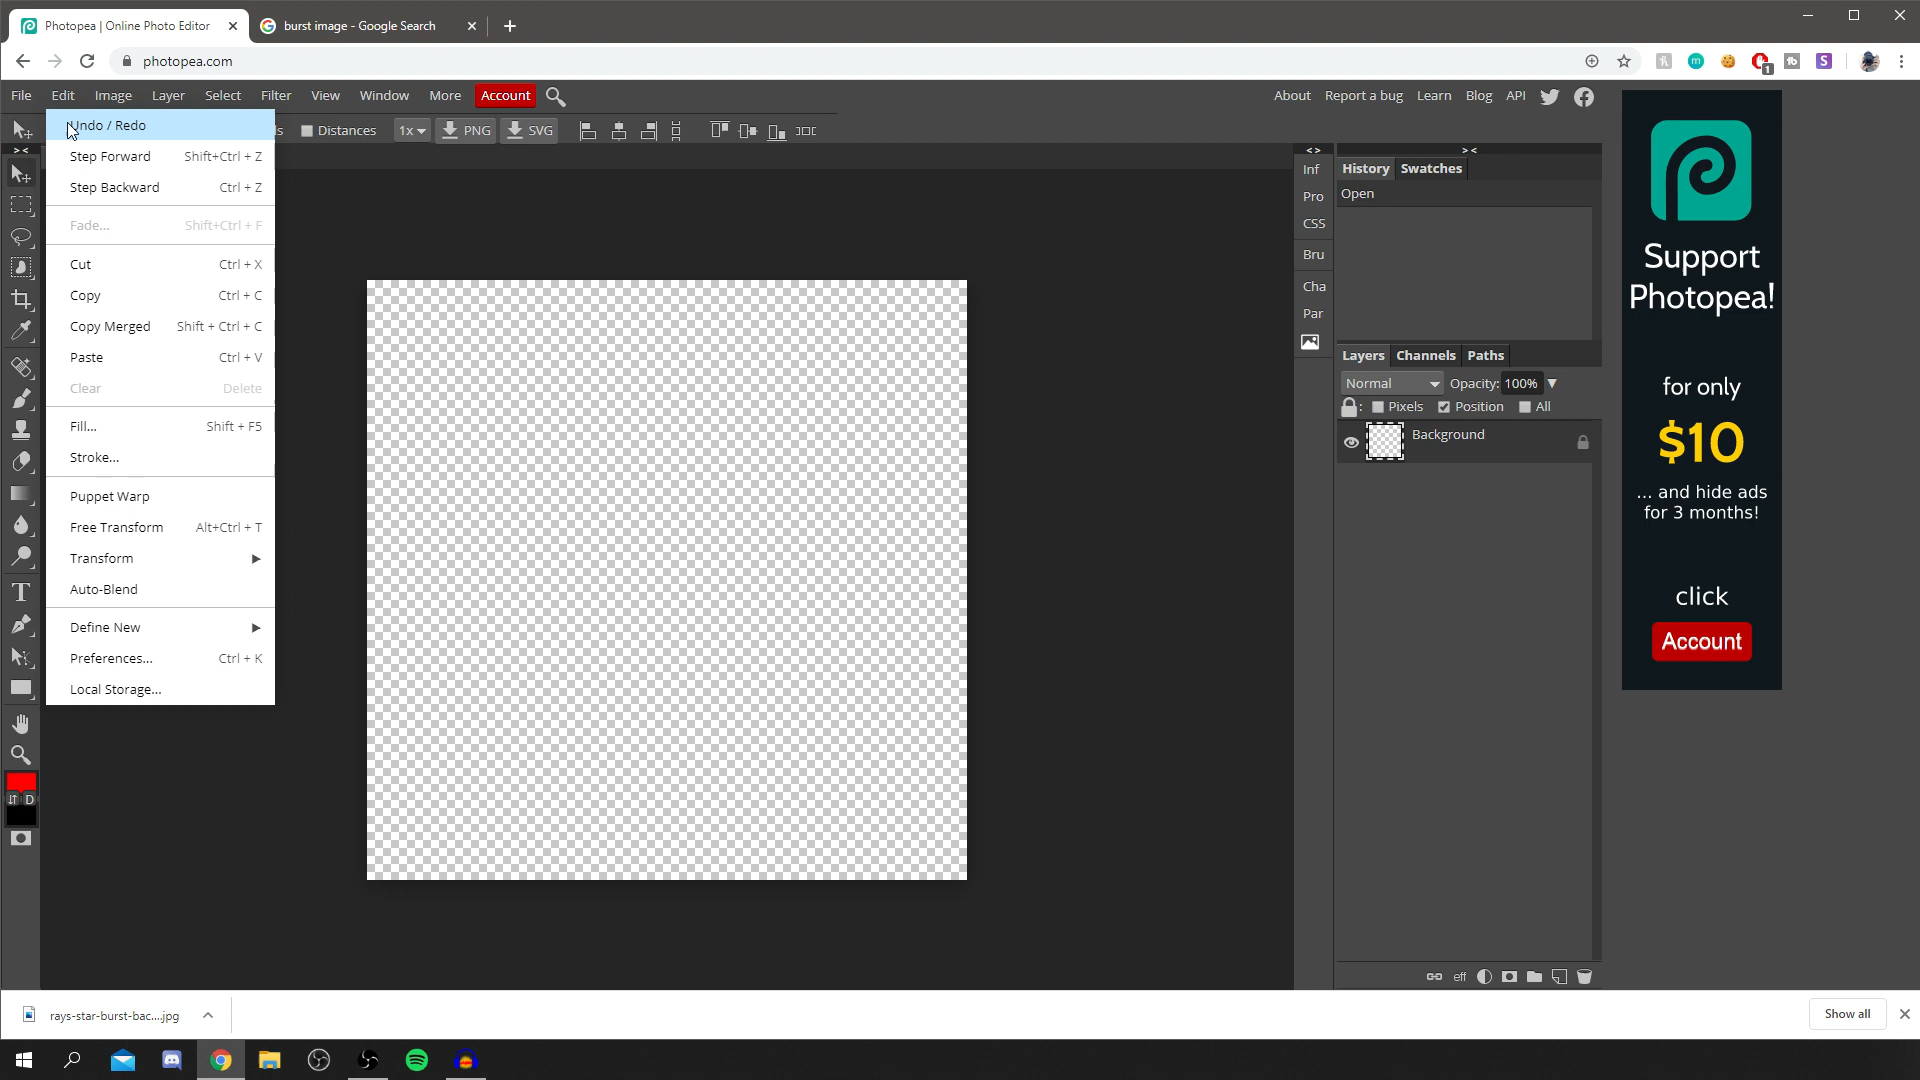 Photopea | Online Photo Editor
burst image - Google Search
photopea.com
1
File Edit Image Layer Select Filter View Window More Account
About Report a bug Learn Blog API
Distances 1x PNG SVG
Undo / Redo
Step Forward Shift+Ctrl + Z
Step Backward Ctrl + Z
Fade... Shift+Ctrl + F
Cut Ctrl + X
Copy Ctrl + C
Copy Merged Shift + Ctrl + C
Paste Ctrl + V
Clear Delete
Fill... Shift + F5
Stroke...
Puppet Warp
Free Transform Alt+Ctrl + T
Transform
Auto-Blend
Define New
Preferences... Ctrl + K
Local Storage...
T
D
> <
< >
> <
Inf
Pro
CSS
Bru
Cha
Par
History Swatches
Open
Layers Channels Paths
Normal Opacity: 100%
: Pixels Position All
Background
eff
Support
Photopea!
for only
$10
... and hide ads
for 3 months!
click
Account
rays-star-burst-bac....jpg
Show all